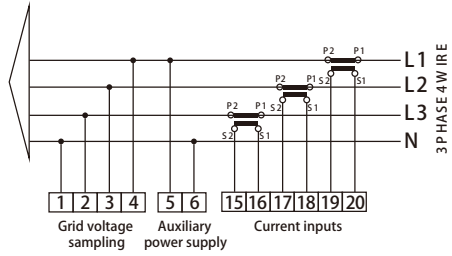 P2 P1
L1
P2 P1
S2 S1
L2
P2 P1
S2 S1
L3
S2 S1
N
3 PHASE 4 WIRE
1 2 3 4 5 6 15 16 17 18 19 20
Grid voltage sampling
Auxiliary power supply
Current inputs